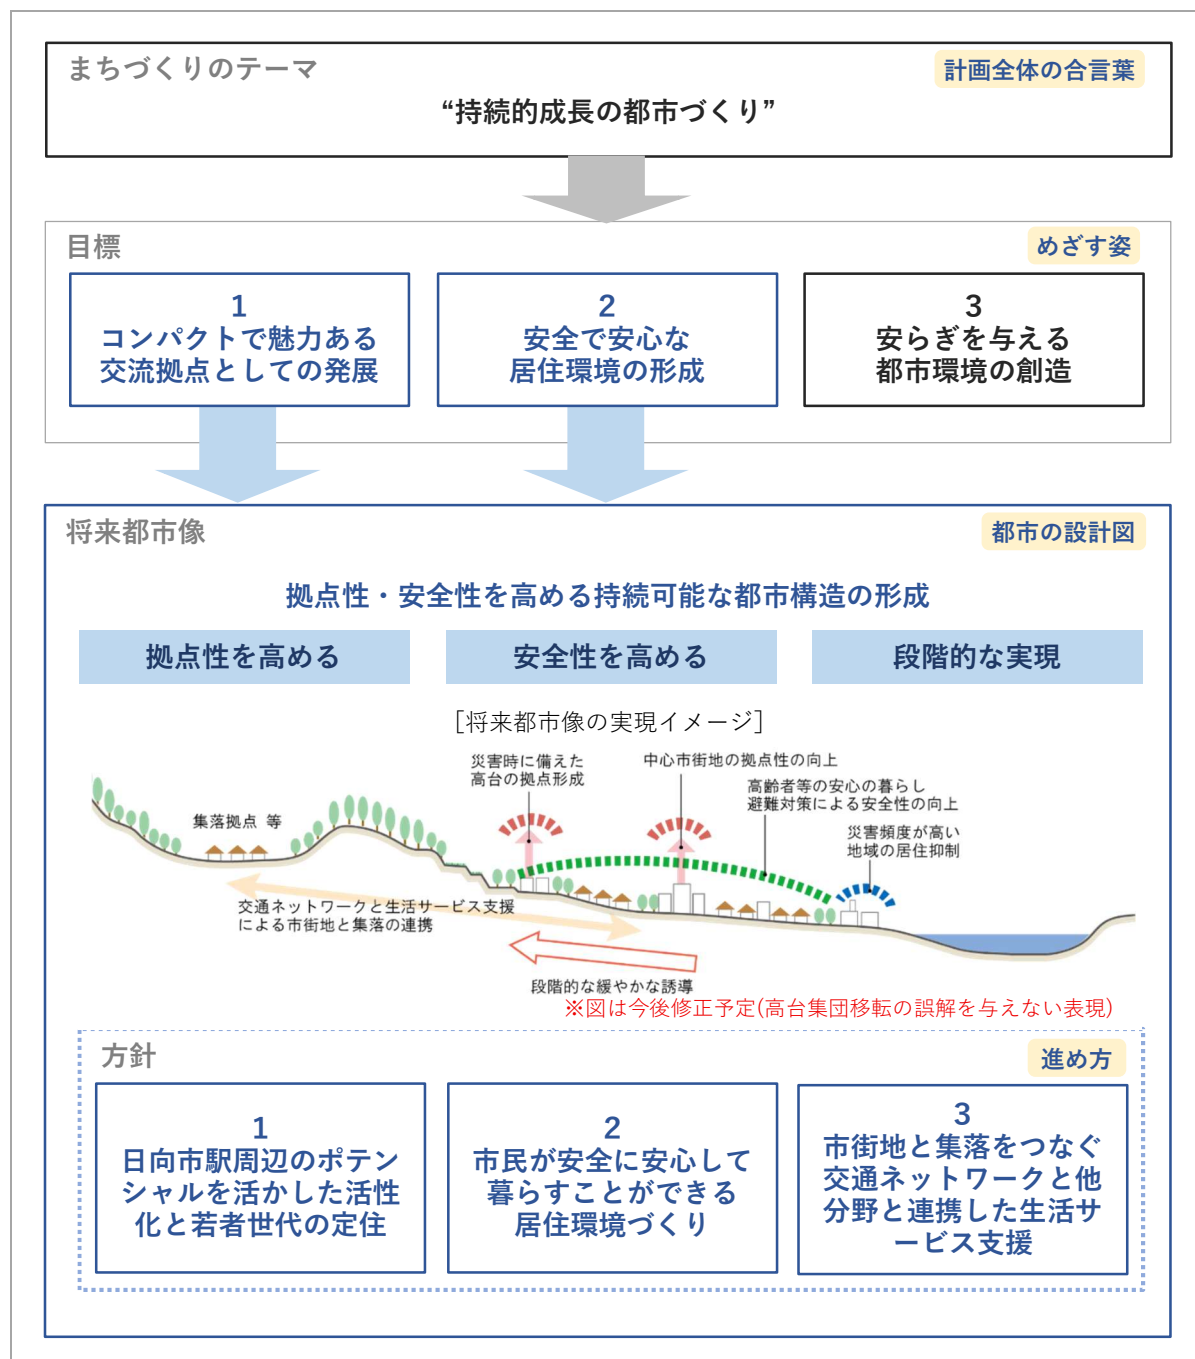 まちづくりのテーマ
計画全体の合言葉
“持続的成長の都市づくり”
目標
めざす姿
1
コンパクトで魅力ある
交流拠点としての発展
2
安全で安心な
居住環境の形成
3
安らぎを与える
都市環境の創造
将来都市像
都市の設計図
拠点性・安全性を高める持続可能な都市構造の形成
拠点性を高める
安全性を高める
段階的な実現
［将来都市像の実現イメージ］
災害時に備えた
高台の拠点形成
中心市街地の拠点性の向上
高齢者等の安心の暮らし
避難対策による安全性の向上
災害頻度が高い
地域の居住抑制
集落拠点 等
交通ネットワークと生活サービス支援
による市街地と集落の連携
段階的な緩やかな誘導
※図は今後修正予定(高台集団移転の誤解を与えない表現)
方針
進め方
1
日向市駅周辺のポテン
シャルを活かした活性
化と若者世代の定住
2
市民が安全に安心して
暮らすことができる
居住環境づくり
3
市街地と集落をつなぐ
交通ネットワークと他
分野と連携した生活サ
ービス支援